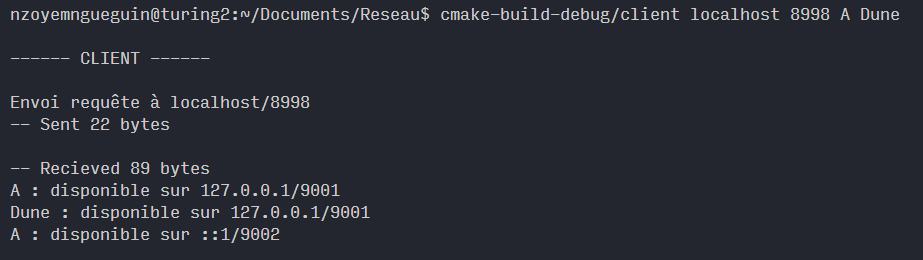 nzoyemngueguin@turing2:~/Documents/Reseau$ cmake-build-debug/client localhost 8998 A Dune
------ CLIENT ------
Envoi requête à localhost/8998
-- Sent 22 bytes
-- Recieved 89 bytes
A : disponible sur 127.0.0.1/9001
Dune : disponible sur 127.0.0.1/9001
A : disponible sur ::1/9002